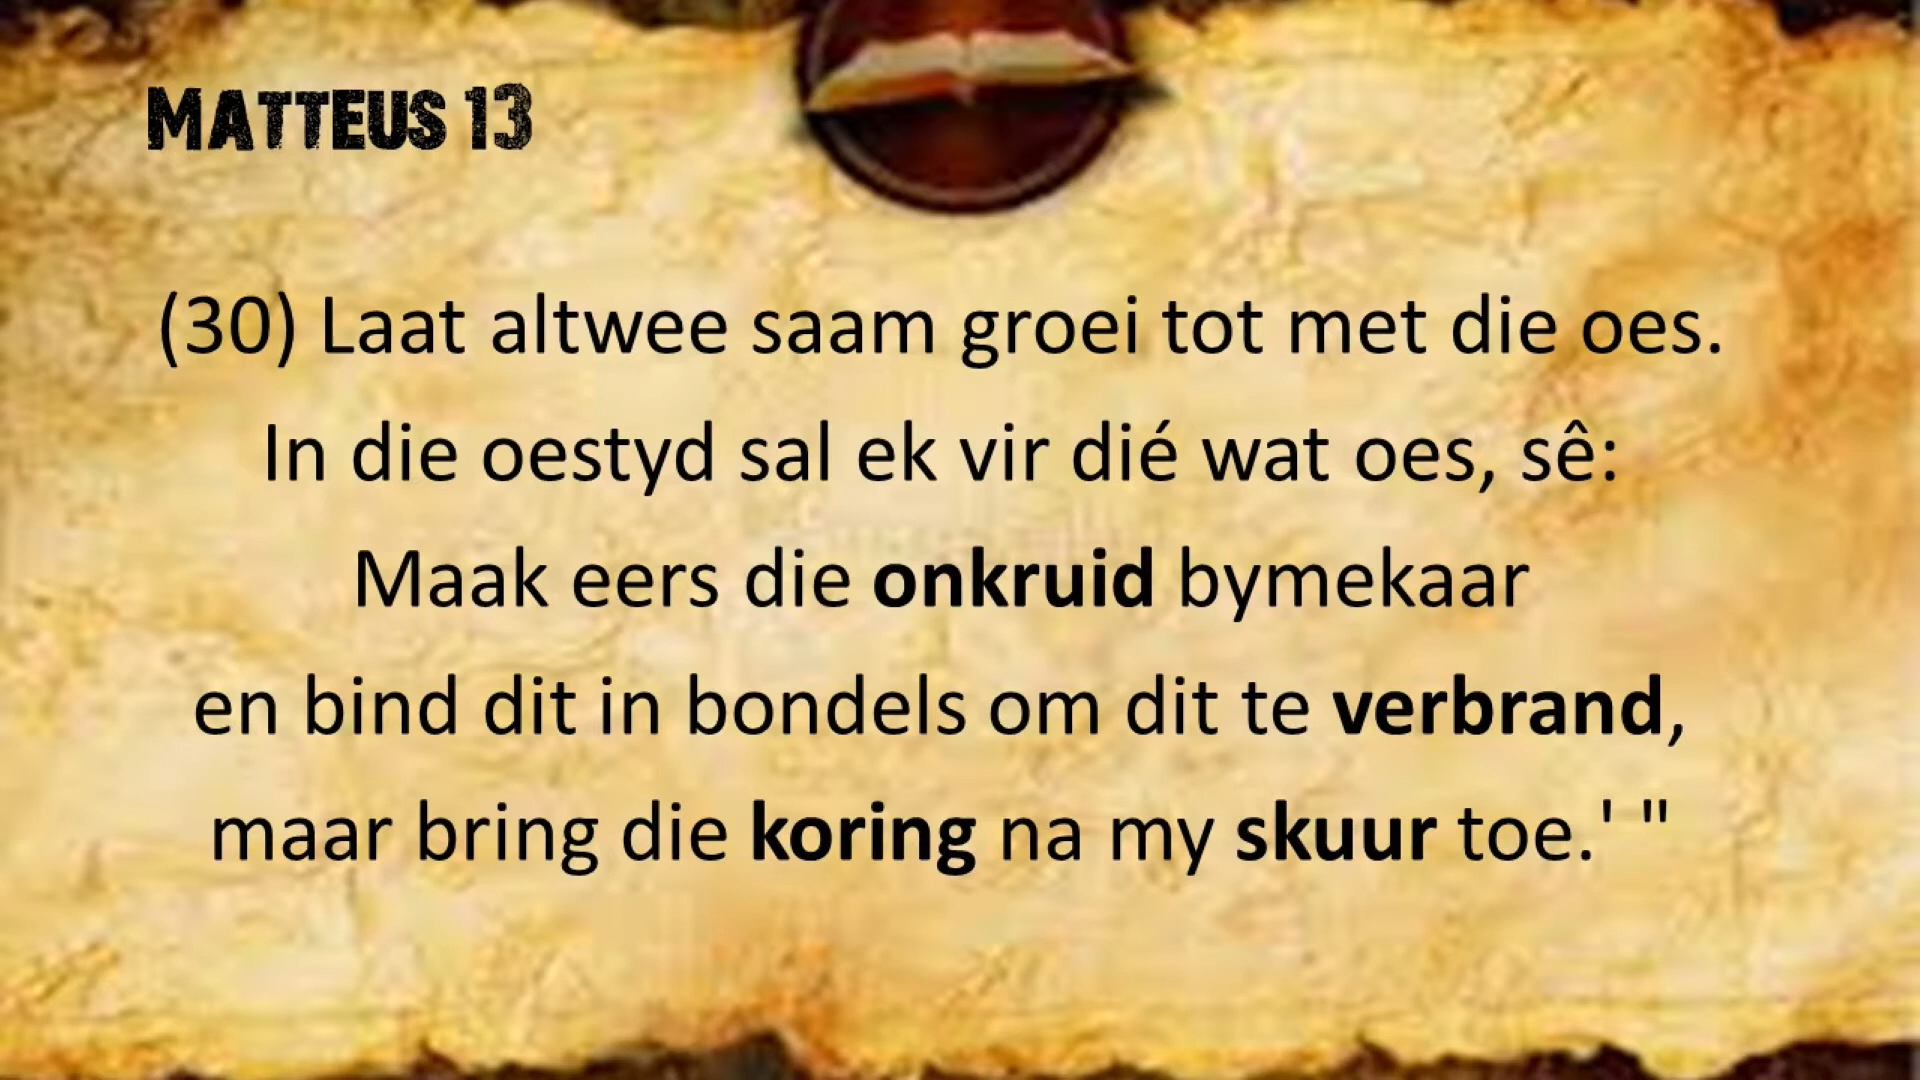 MATTEUS 13
(30) Laat altwee saam groei tot met die oes.
In die oestyd sal ek vir dié wat oes, sê:
Maak eers die onkruid bymekaar
en bind dit in bondels om dit te verbrand,
maar bring die koring na my skuur toe.' "